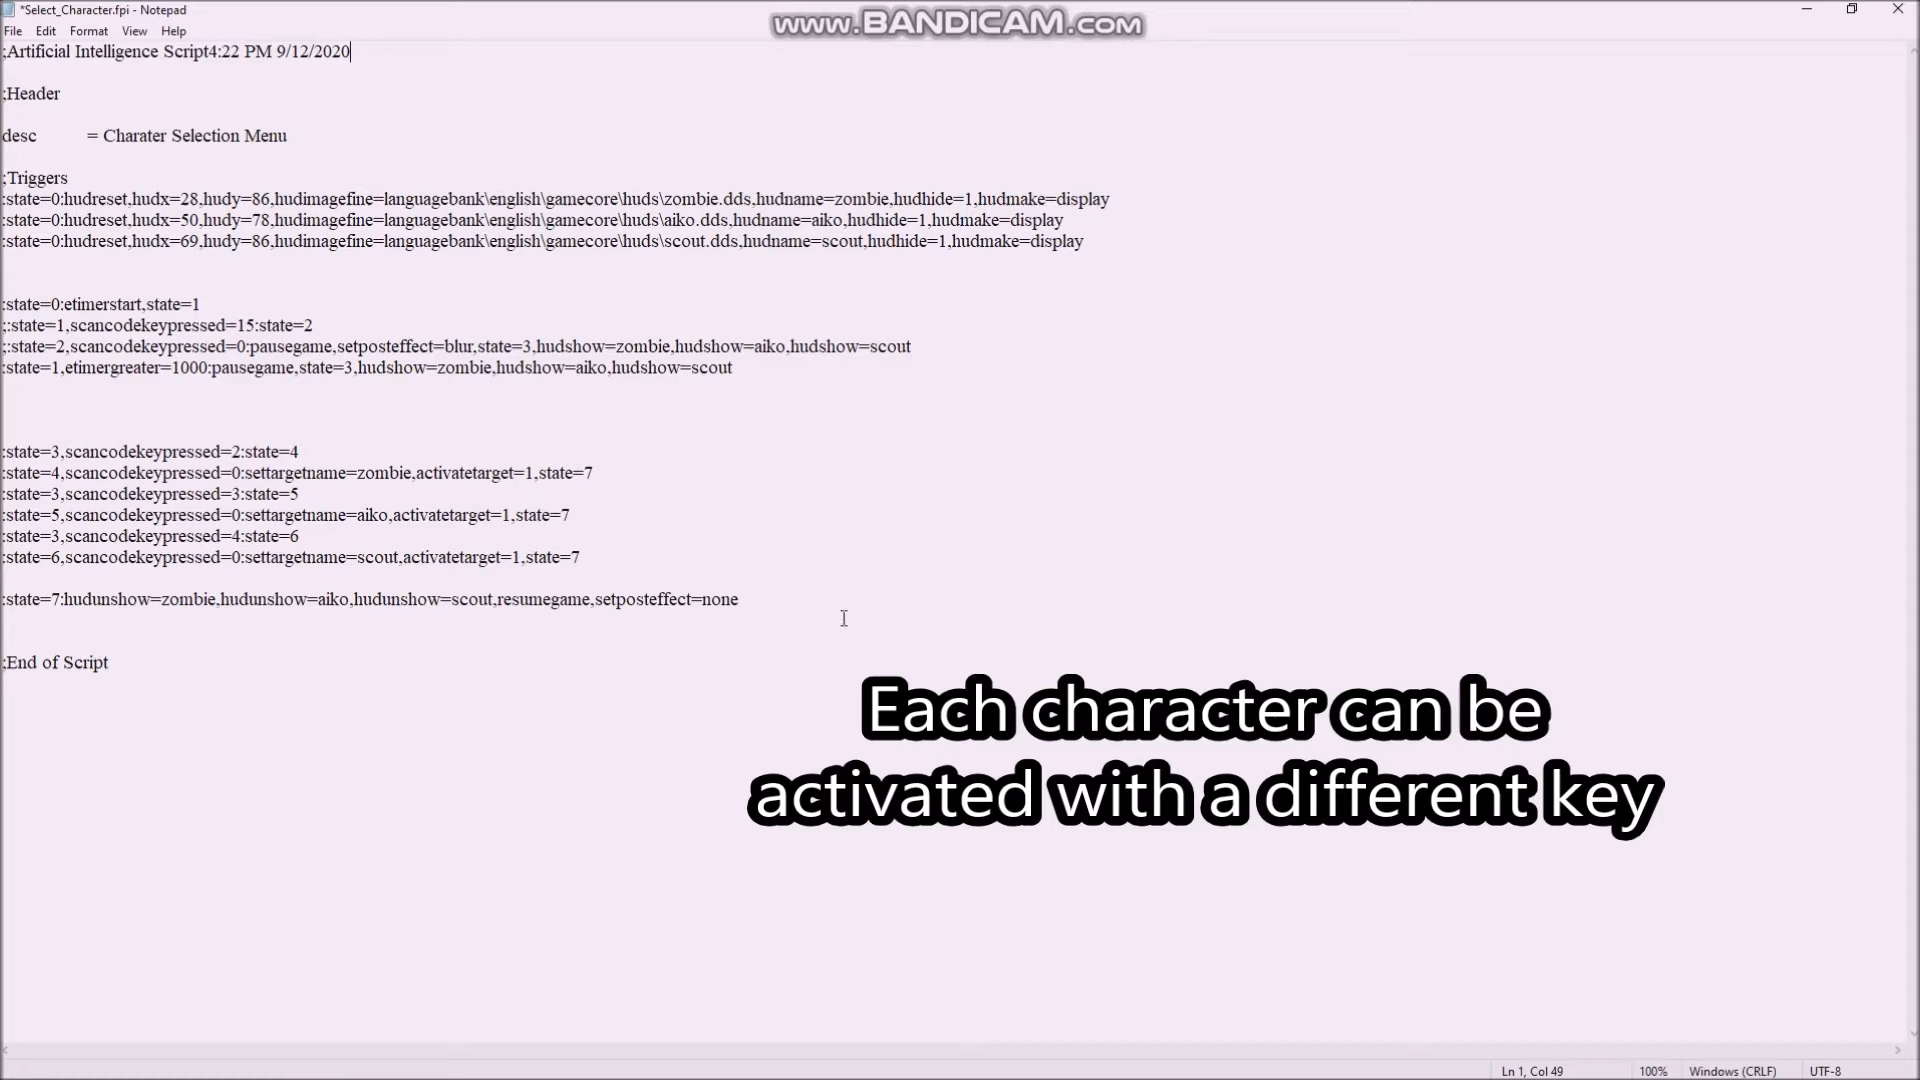 *Select_Character.fpi - Notepad
www.BANDICAM.com
File Edit Format View Help
;Artificial Intelligence Script4:22 PM 9/12/2020
;Header
desc = Charater Selection Menu
;Triggers
:state=0:hudreset,hudx=28,hudy=86,hudimagefine=languagebank\english\gamecore\huds\zombie.dds,hudname=zombie,hudhide=1,hudmake=display
:state=0:hudreset,hudx=50,hudy=78,hudimagefine=languagebank\english\gamecore\huds\aiko.dds,hudname=aiko,hudhide=1,hudmake=display
:state=0:hudreset,hudx=69,hudy=86,hudimagefine=languagebank\english\gamecore\huds\scout.dds,hudname=scout,hudhide=1,hudmake=display
:state=0:etimerstart,state=1
;:state=1,scancodekeypressed=15:state=2
;:state=2,scancodekeypressed=0:pausegame,setposteffect=blur,state=3,hudshow=zombie,hudshow=aiko,hudshow=scout
:state=1,etimergreater=1000:pausegame,state=3,hudshow=zombie,hudshow=aiko,hudshow=scout
:state=3,scancodekeypressed=2:state=4
:state=4,scancodekeypressed=0:settargetname=zombie,activatetarget=1,state=7
:state=3,scancodekeypressed=3:state=5
:state=5,scancodekeypressed=0:settargetname=aiko,activatetarget=1,state=7
:state=3,scancodekeypressed=4:state=6
:state=6,scancodekeypressed=0:settargetname=scout,activatetarget=1,state=7
:state=7:hudunshow=zombie,hudunshow=aiko,hudunshow=scout,resumegame,setposteffect=none
;End of Script
Each character can be
activated with a different key
Ln 1, Col 49 100% Windows (CRLF) UTF-8